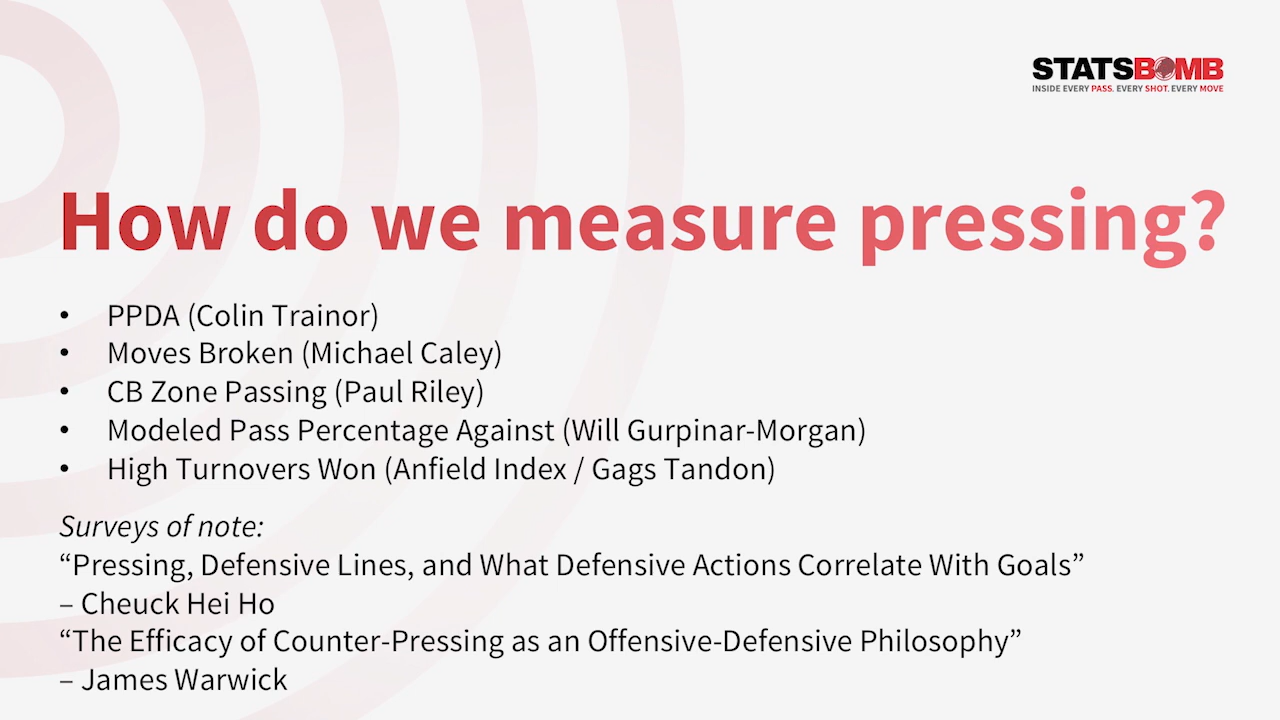 STATSBOMB
INSIDE EVERY PASS. EVERY SHOT. EVERY MOVE
How do we measure pressing?
• PPDA (Colin Trainor)
• Moves Broken (Michael Caley)
• CB Zone Passing (Paul Riley)
• Modeled Pass Percentage Against (Will Gurpinar-Morgan)
• High Turnovers Won (Anfield Index / Gags Tandon)
Surveys of note:
“Pressing, Defensive Lines, and What Defensive Actions Correlate With Goals”
– Cheuck Hei Ho
“The Efficacy of Counter-Pressing as an Offensive-Defensive Philosophy”
– James Warwick